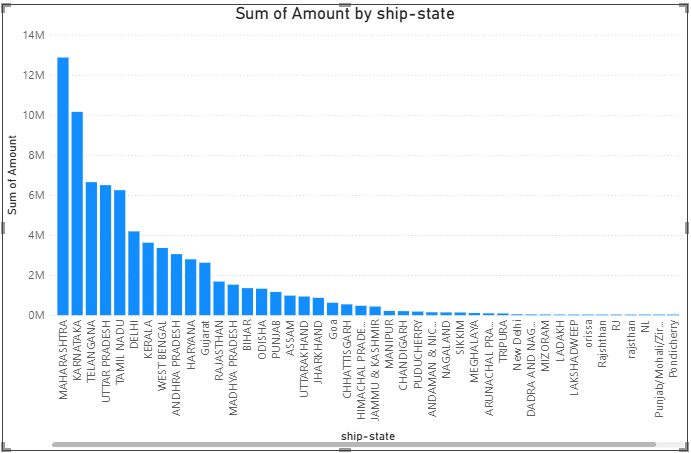 Sum of Amount by ship-state
14M
12M
10M
8M
6M
4M
2M
0M
Sum of Amount
MAHARASHTRA
KARNATAKA
TELANGANA
UTTAR PRADESH
TAMIL NADU
DELHI
KERALA
WEST BENGAL
ANDHRA PRADESH
HARYANA
Gujarat
RAJASTHAN
MADHYA PRADESH
BIHAR
ODISHA
PUNJAB
ASSAM
UTTARAKHAND
JHARKHAND
Goa
CHHATTISGARH
HIMACHAL PRADE...
JAMMU & KASHMIR
MANIPUR
CHANDIGARH
PUDUCHERRY
ANDAMAN & NIC...
NAGALAND
SIKKIM
MEGHALAYA
ARUNACHAL PRA...
TRIPURA
New Delhi
DADRA AND NAG...
MIZORAM
LADAKH
LAKSHADWEEP
orissa
Rajshthan
RJ
rajsthan
NL
Punjab/Mohali/Zir...
Pondicherry
ship-state